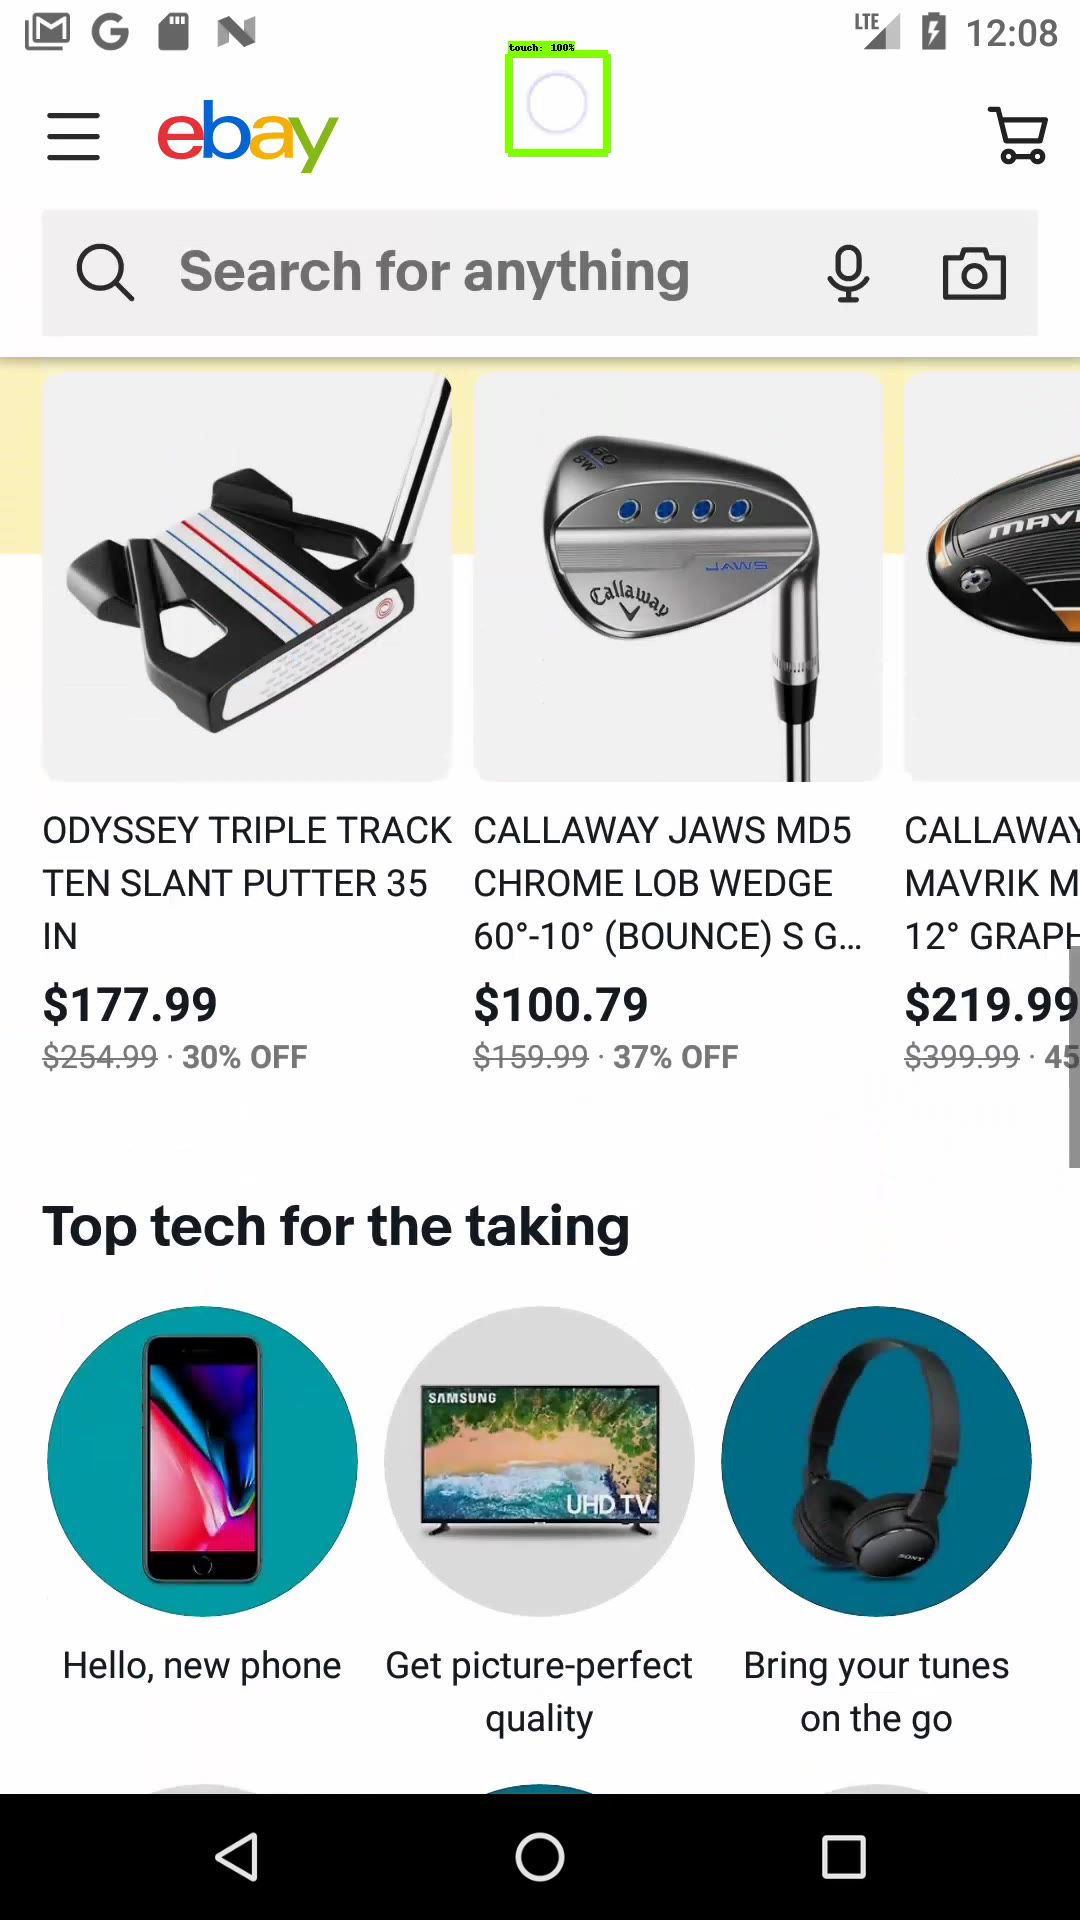 LTE 12:08
touch: 100%
ebay
Search for anything
60
8W
JAWS
Callaway
ODYSSEY TRIPLE TRACK
TEN SLANT PUTTER 35
IN
$177.99
$254.99 · 30% OFF
CALLAWAY JAWS MD5
CHROME LOB WEDGE
60°-10° (BOUNCE) S G...
$100.79
$159.99 · 37% OFF
CALLAWAY
MAVRIK M
12° GRAPH
$219.99
$399.99 · 45
Top tech for the taking
SAMSUNG
UHD TV
SONY
Hello, new phone
Get picture-perfect
quality
Bring your tunes
on the go